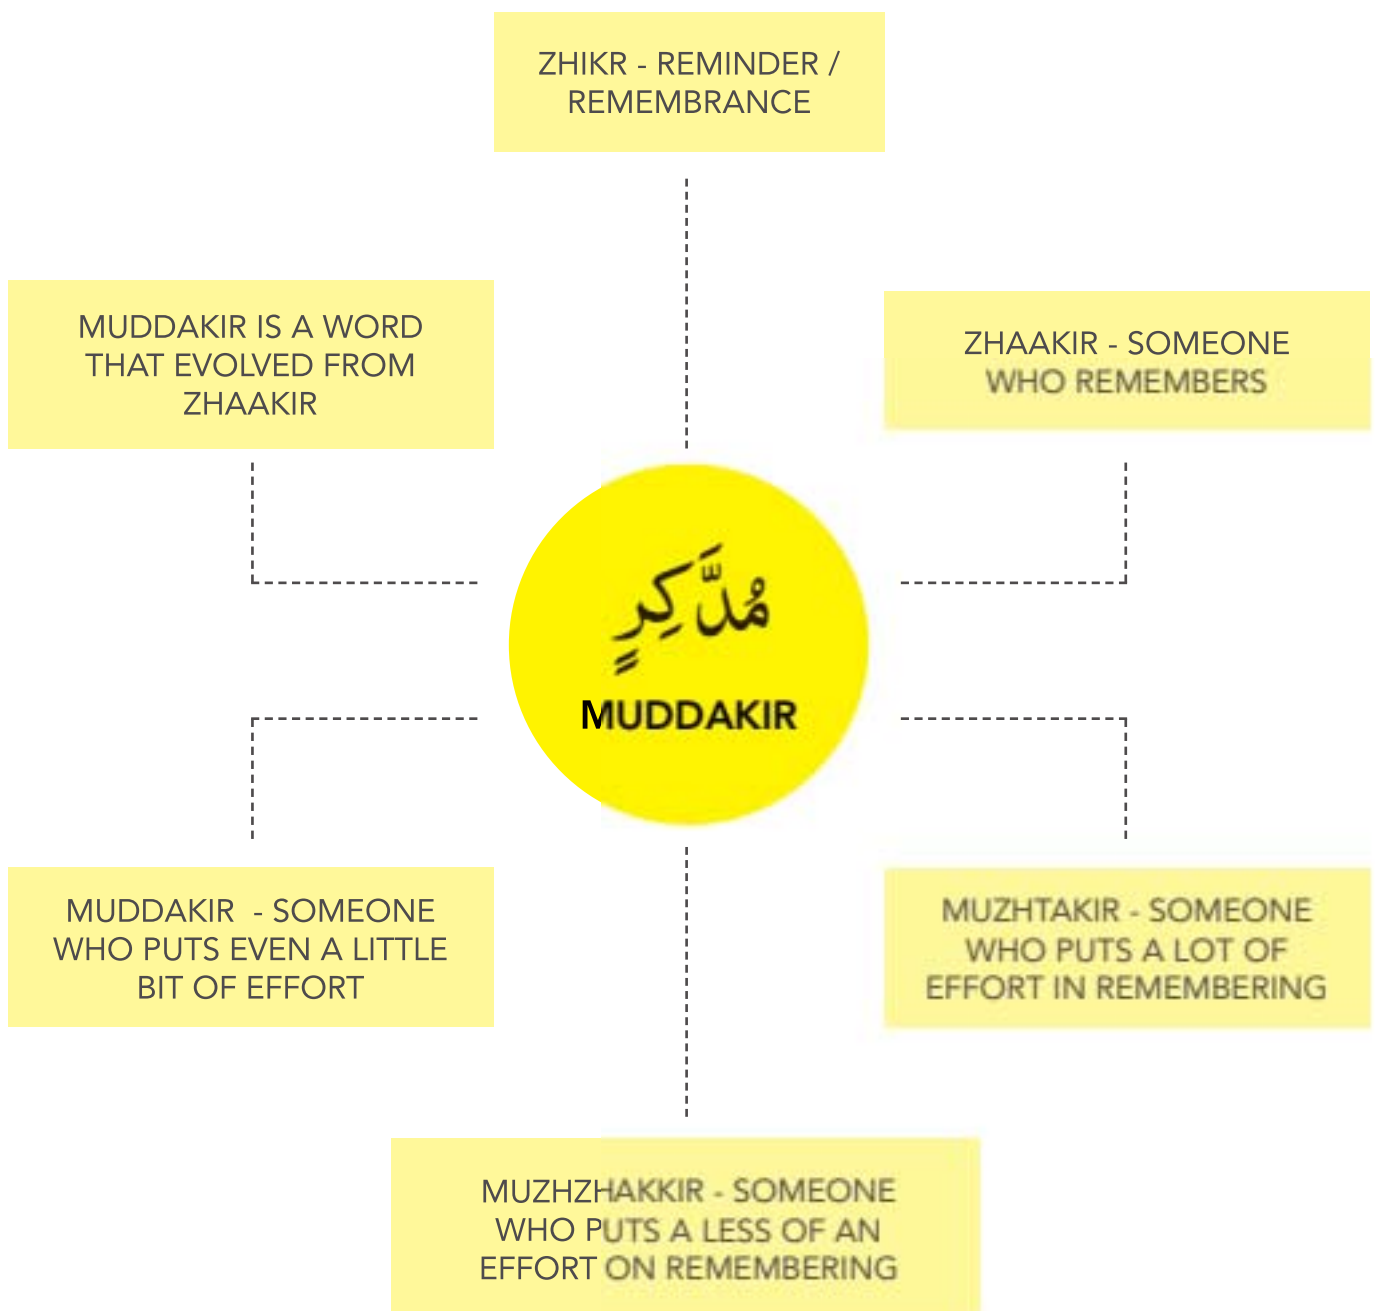 ZHIKR - REMINDER /
REMEMBRANCE
MUDDAKIR IS A WORD
THAT EVOLVED FROM
ZHAAKIR
ZHAAKIR - SOMEONE
WHO REMEMBERS
مُدَّكِرٍ
MUDDAKIR
MUDDAKIR - SOMEONE
WHO PUTS EVEN A LITTLE
BIT OF EFFORT
MUZHTAKIR - SOMEONE
WHO PUTS A LOT OF
EFFORT IN REMEMBERING
MUZHZHAKKIR - SOMEONE
WHO PUTS A LESS OF AN
EFFORT ON REMEMBERING